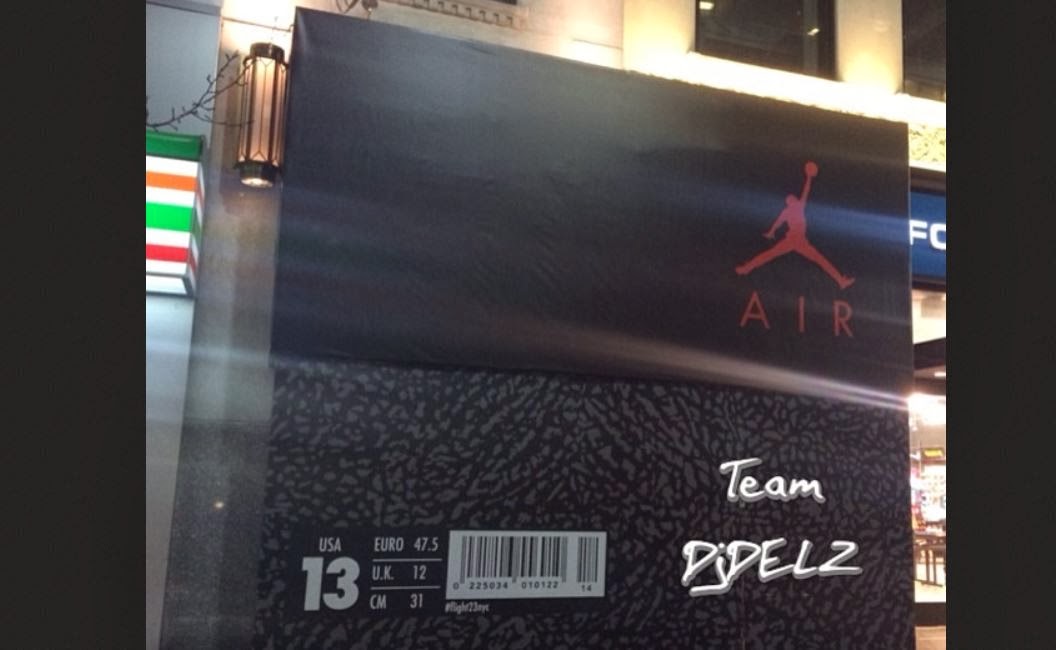 FO
AIR
Team
DjDELZ
USA
13
EURO 47.5
U.K. 12
CM 31
0 225034 010122 14
#flight23nyc